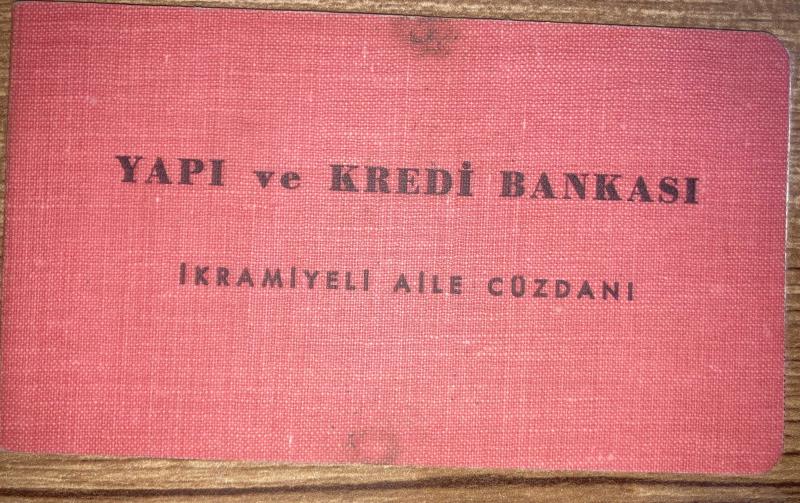 YAPI ve KREDİ BANKASI
İKRAMİYELİ AİLE CÜZDANI